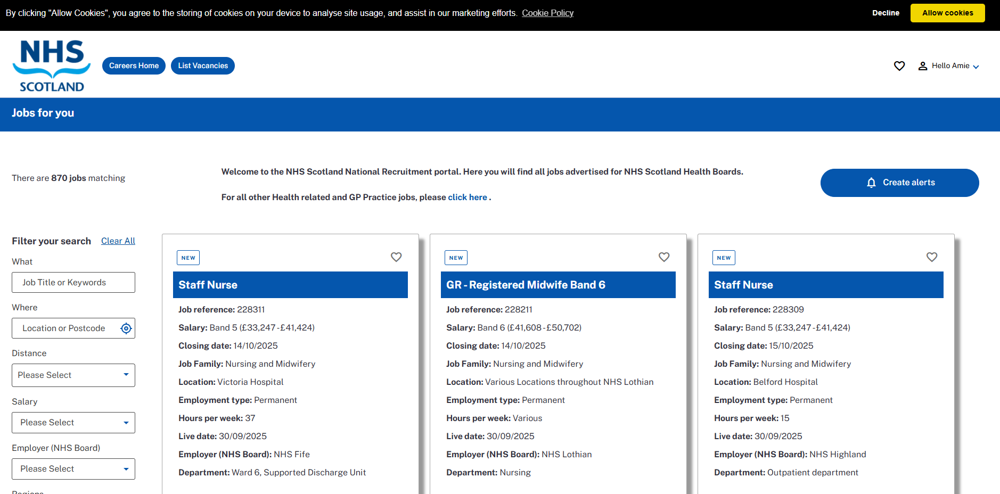 By clicking "Allow Cookies", you agree to the storing of cookies on your device to analyse site usage, and assist in our marketing efforts. Cookie Policy
Decline
Allow cookies
NHS
SCOTLAND
Careers Home
List Vacancies
Hello Amie
Jobs for you
There are 870 jobs matching
Welcome to the NHS Scotland National Recruitment portal. Here you will find all jobs advertised for NHS Scotland Health Boards.
For all other Health related and GP Practice jobs, please click here .
Create alerts
Filter your search
Clear All
What
Job Title or Keywords
Where
Location or Postcode
Distance
Please Select
Salary
Please Select
Employer (NHS Board)
Please Select
Regions
NEW
Staff Nurse
Job reference: 228311
Salary: Band 5 (£33,247 - £41,424)
Closing date: 14/10/2025
Job Family: Nursing and Midwifery
Location: Victoria Hospital
Employment type: Permanent
Hours per week: 37
Live date: 30/09/2025
Employer (NHS Board): NHS Fife
Department: Ward 6, Supported Discharge Unit
NEW
GR - Registered Midwife Band 6
Job reference: 228211
Salary: Band 6 (£41,608 - £50,702)
Closing date: 14/10/2025
Job Family: Nursing and Midwifery
Location: Various Locations throughout NHS Lothian
Employment type: Permanent
Hours per week: Various
Live date: 30/09/2025
Employer (NHS Board): NHS Lothian
Department: Nursing
NEW
Staff Nurse
Job reference: 228309
Salary: Band 5 (£33,247 - £41,424)
Closing date: 15/10/2025
Job Family: Nursing and Midwifery
Location: Belford Hospital
Employment type: Permanent
Hours per week: 15
Live date: 30/09/2025
Employer (NHS Board): NHS Highland
Department: Outpatient department